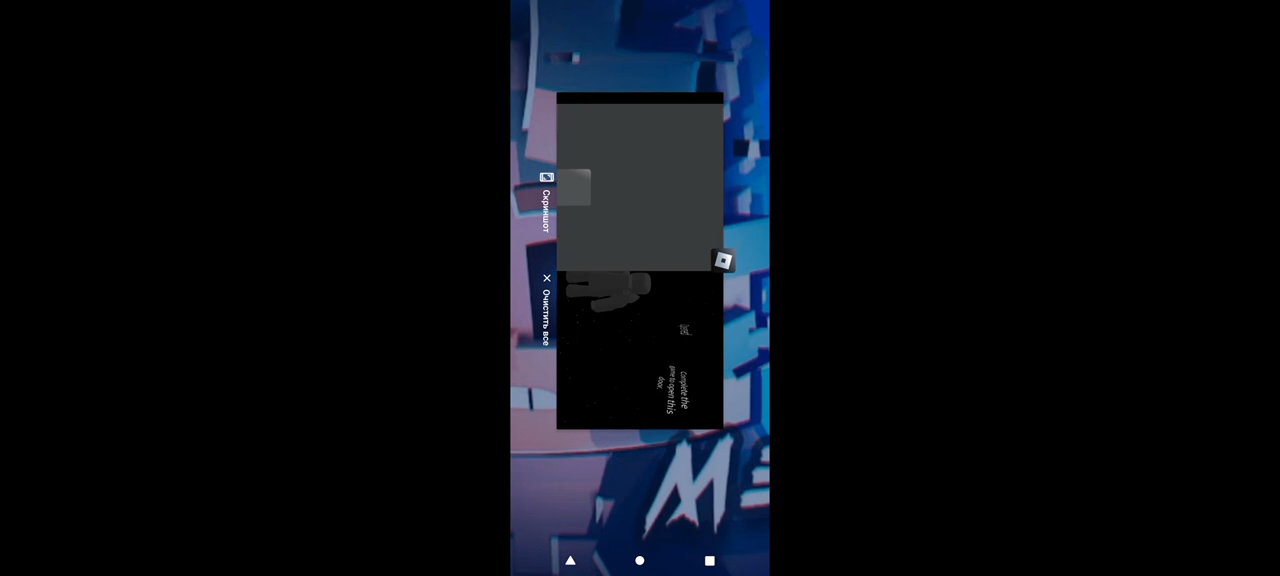 Complete the
game to open this
door.
Скриншот
Очистить все
M